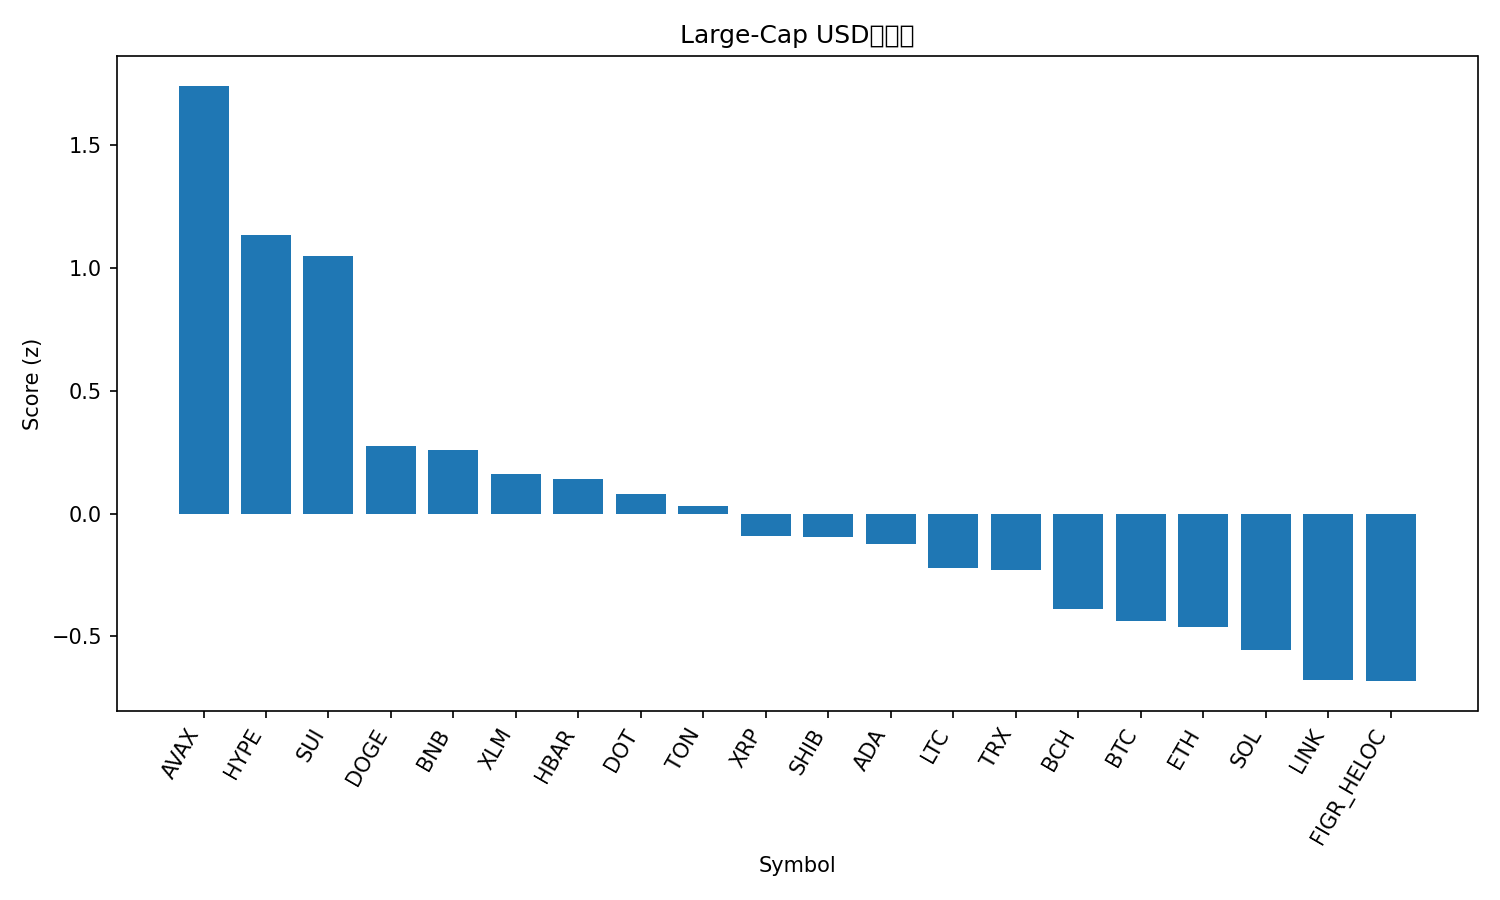 Large-Cap USD
Score (z)
1.5
1.0
0.5
0.0
−0.5
AVAX
HYPE
SUI
DOGE
BNB
XLM
HBAR
DOT
TON
XRP
SHIB
ADA
LTC
TRX
BCH
BTC
ETH
SOL
LINK
FIGR_HELOC
Symbol